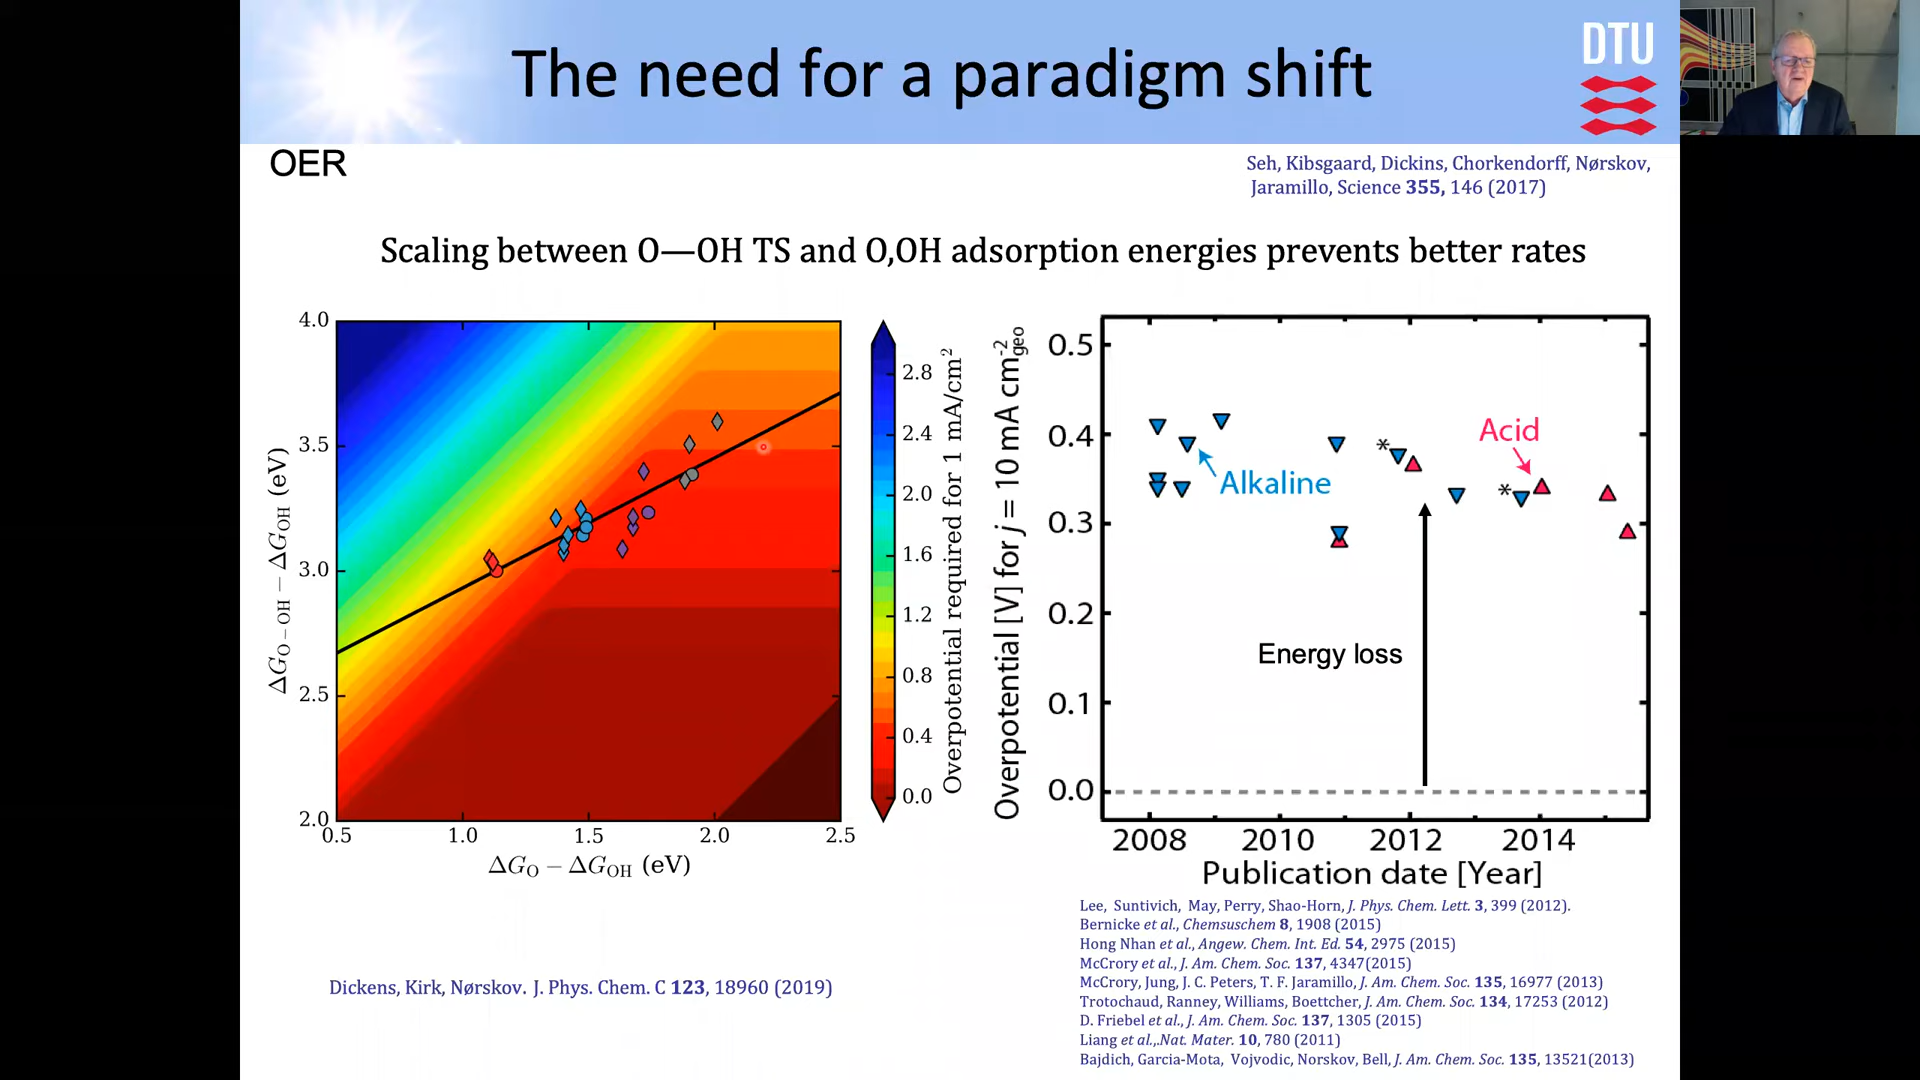 The need for a paradigm shift
DTU
OER
Seh, Kibsgaard, Dickins, Chorkendorff, Nørskov,
Jaramillo, Science 355, 146 (2017)
Scaling between O—OH TS and O,OH adsorption energies prevents better rates
4.0
3.5
3.0
2.5
2.0
ΔG_O−OH − ΔG_OH (eV)
0.5 1.0 1.5 2.0 2.5
ΔG_O − ΔG_OH (eV)
2.8
2.4
2.0
1.6
1.2
0.8
0.4
0.0
Overpotential required for 1 mA/cm²
0.5
0.4
0.3
0.2
0.1
0.0
Overpotential [V] for j = 10 mA cm⁻²geo
Acid
*
Alkaline
*
Energy loss
2008 2010 2012 2014
Publication date [Year]
Lee, Suntivich, May, Perry, Shao-Horn, J. Phys. Chem. Lett. 3, 399 (2012).
Bernicke et al., Chemsuschem 8, 1908 (2015)
Hong Nhan et al., Angew. Chem. Int. Ed. 54, 2975 (2015)
McCrory et al., J. Am. Chem. Soc. 137, 4347(2015)
McCrory, Jung, J. C. Peters, T. F. Jaramillo, J. Am. Chem. Soc. 135, 16977 (2013)
Trotochaud, Ranney, Williams, Boettcher, J. Am. Chem. Soc. 134, 17253 (2012)
D. Friebel et al., J. Am. Chem. Soc. 137, 1305 (2015)
Liang et al.,.Nat. Mater. 10, 780 (2011)
Bajdich, Garcia-Mota, Vojvodic, Norskov, Bell, J. Am. Chem. Soc. 135, 13521(2013)
Dickens, Kirk, Nørskov. J. Phys. Chem. C 123, 18960 (2019)